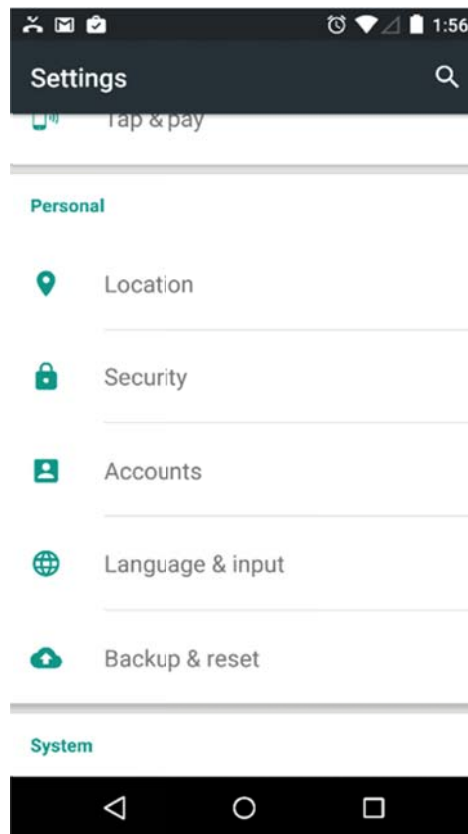 1:56
Settings
Tap & pay
Personal
Location
Security
Accounts
Language & input
Backup & reset
System